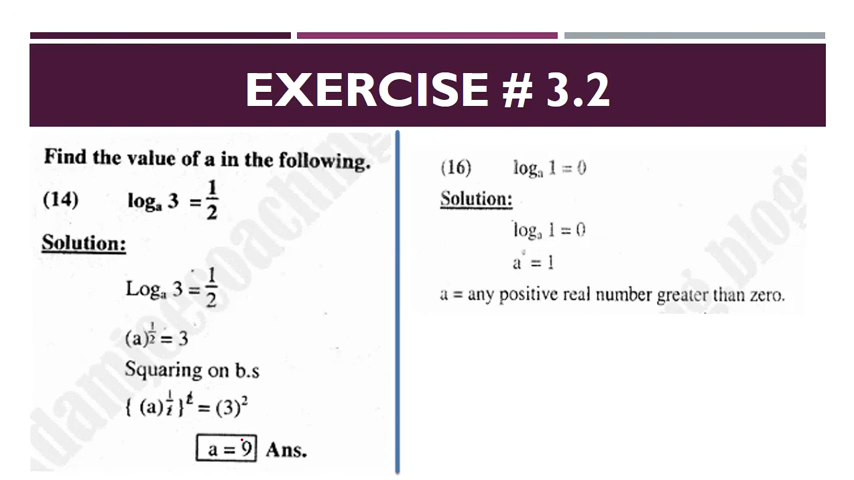 EXERCISE # 3.2
Find the value of a in the following.
(14) logₐ 3 = 1/2
Solution:
Logₐ 3 = 1/2
(a)^(1/2) = 3
Squaring on b.s
{ (a)^(1/2) }² = (3)²
a = 9 Ans.
(16) logₐ 1 = 0
Solution:
logₐ 1 = 0
a° = 1
a = any positive real number greater than zero.